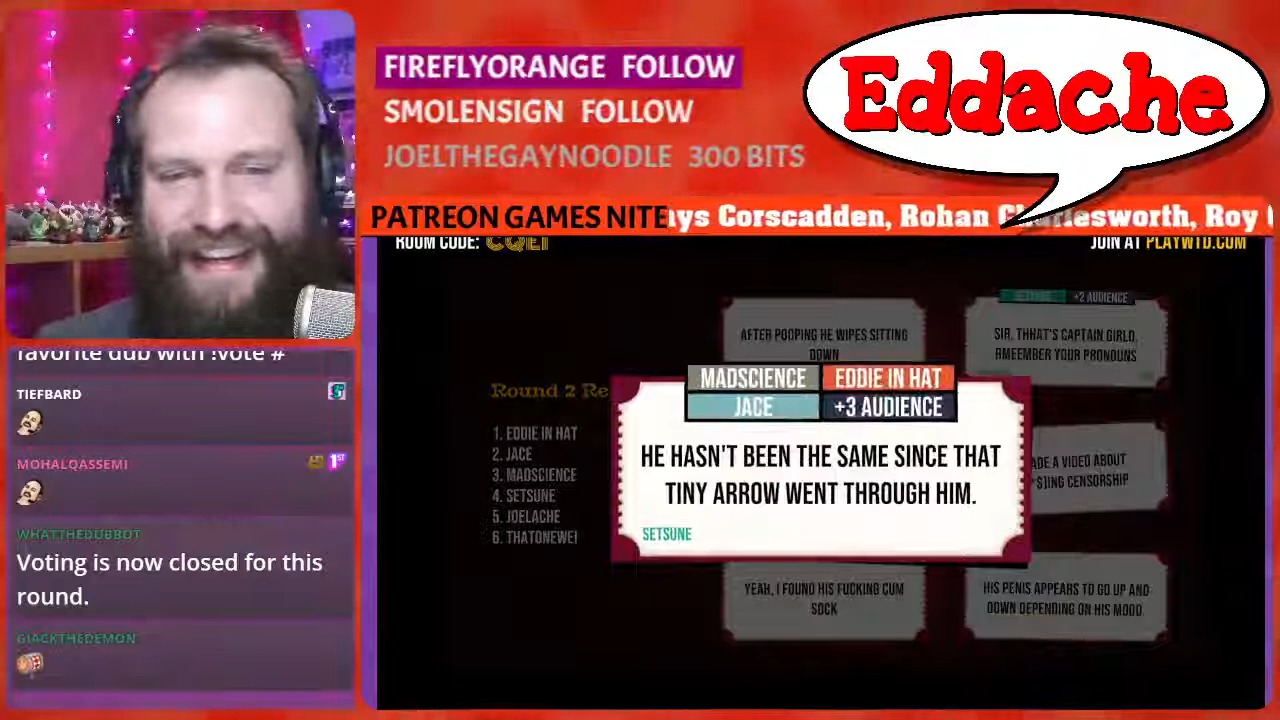 FIREFLYORANGE FOLLOW
SMOLENSIGN FOLLOW
JOELTHEGAYNOODLE 300 BITS
Eddache
PATREON GAMES NITE
ys Corscadden, Rohan Charlesworth, Roy
ROOM CODE:
JOIN AT PLAYWTD.COM
Round 2 Re
1. EDDIE IN HAT
2. JACE
3. MADSCIENCE
4. SETSUNE
5. JOELACHE
6. THATONEWEI
AFTER POOPING HE WIPES SITTING
DOWN
SETSUNE +2 AUDIENCE
SIR, THHAT'S CAPTAIN GIRLO,
RMEEMBER YOUR PRONOUNS
MADSCIENCE EDDIE IN HAT
JACE +3 AUDIENCE
HE HASN'T BEEN THE SAME SINCE THAT
TINY ARROW WENT THROUGH HIM.
SETSUNE
ADE A VIDEO ABOUT
ING CENSORSHIP
YEAH, I FOUND HIS FUCKING CUM
SOCK
HIS PENIS APPEARS TO GO UP AND
DOWN DEPENDING ON HIS MOOD
favorite dub with !vote #
TIEFBARD
MOHALQASSEMI
1ST
WHATTHEDUBBOT
Voting is now closed for this
round.
GIACKTHEDEMON